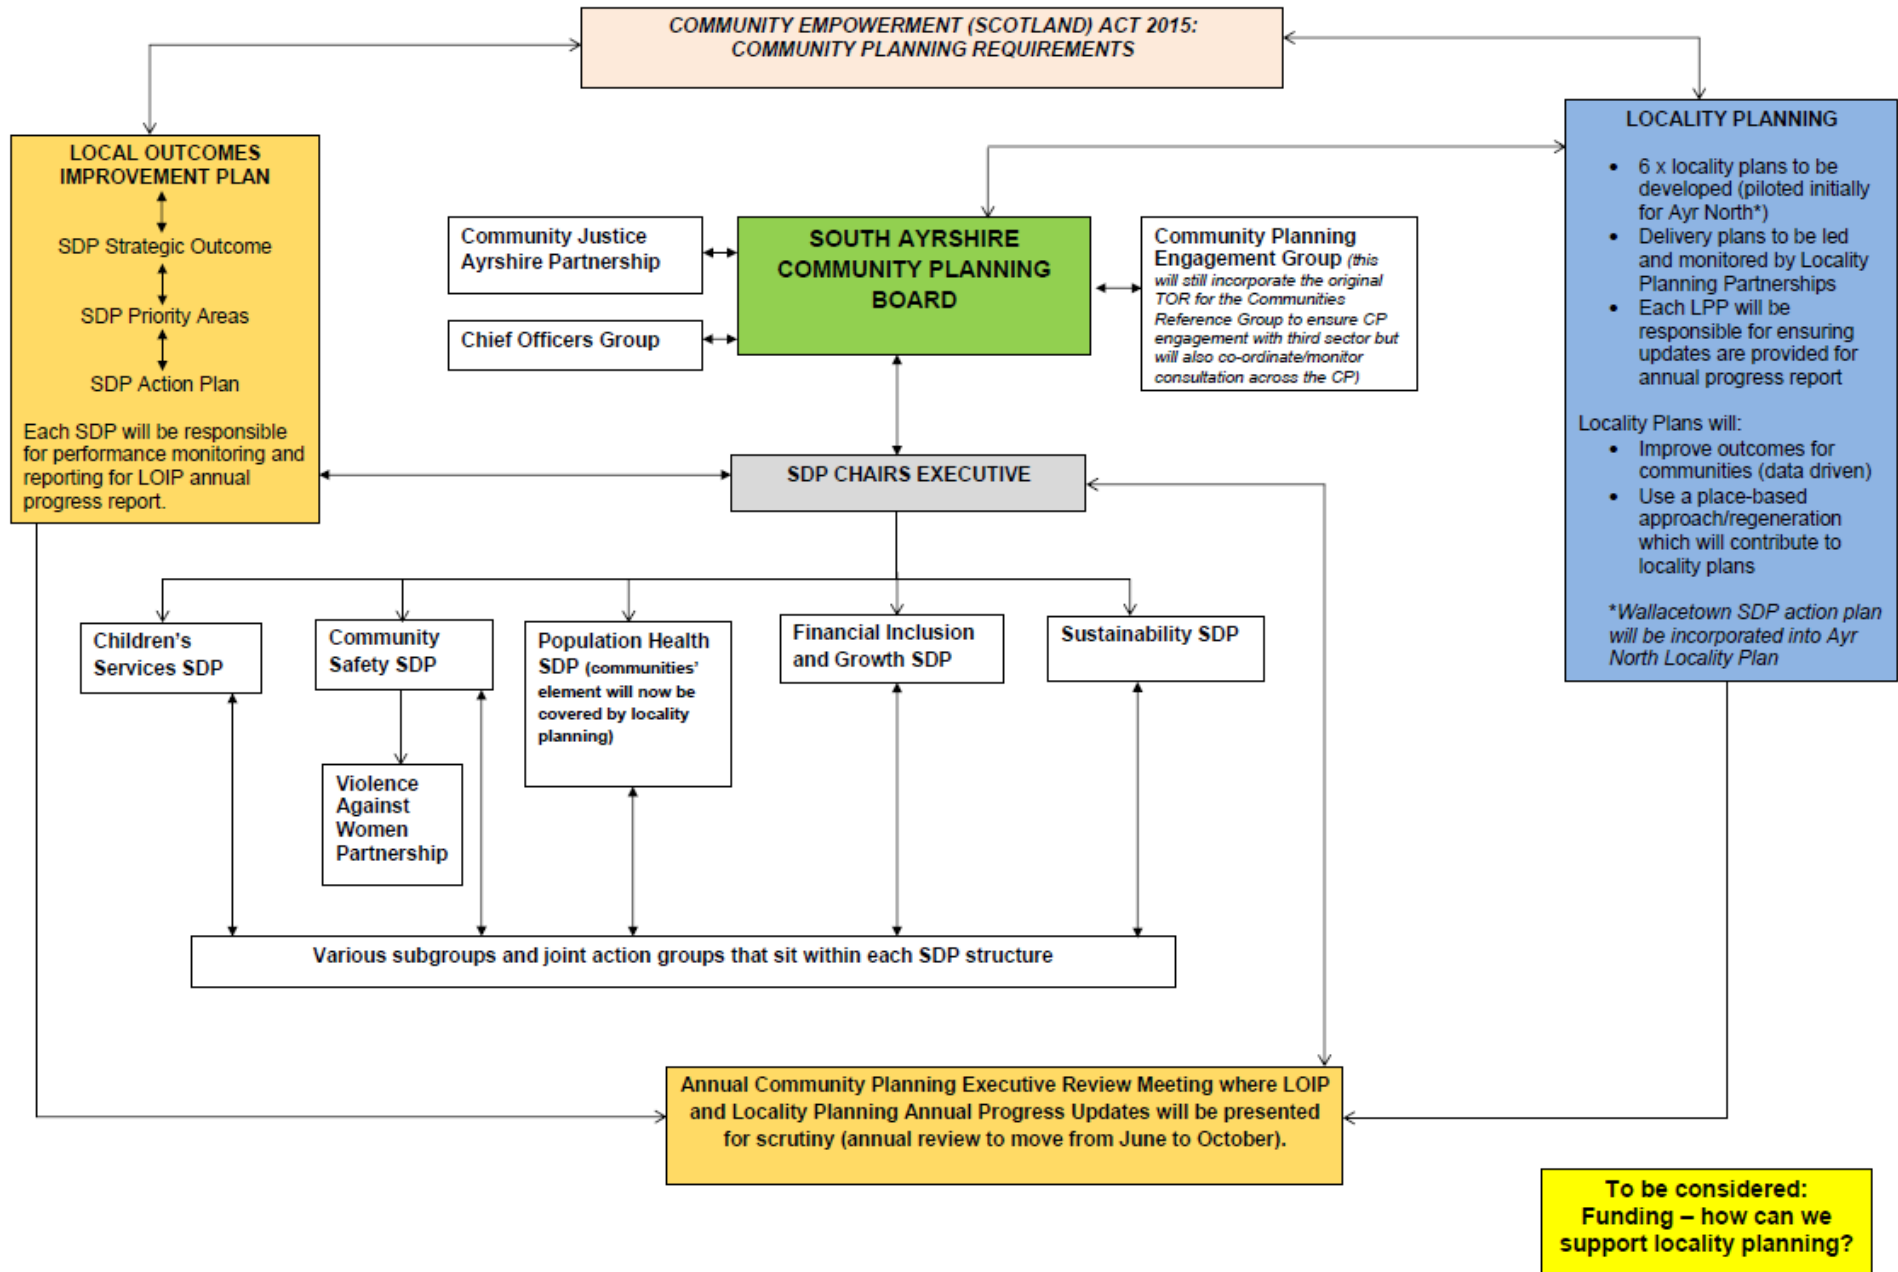 COMMUNITY EMPOWERMENT (SCOTLAND) ACT 2015:
COMMUNITY PLANNING REQUIREMENTS
LOCAL OUTCOMES
IMPROVEMENT PLAN
SDP Strategic Outcome
SDP Priority Areas
SDP Action Plan
Each SDP will be responsible
for performance monitoring and
reporting for LOIP annual
progress report.
Community Justice
Ayrshire Partnership
Chief Officers Group
SOUTH AYRSHIRE
COMMUNITY PLANNING
BOARD
Community Planning
Engagement Group (this
will still incorporate the original
TOR for the Communities
Reference Group to ensure CP
engagement with third sector but
will also co-ordinate/monitor
consultation across the CP)
LOCALITY PLANNING
• 6 x locality plans to be
developed (piloted initially
for Ayr North*)
• Delivery plans to be led
and monitored by Locality
Planning Partnerships
• Each LPP will be
responsible for ensuring
updates are provided for
annual progress report
Locality Plans will:
• Improve outcomes for
communities (data driven)
• Use a place-based
approach/regeneration
which will contribute to
locality plans
*Wallacetown SDP action plan
will be incorporated into Ayr
North Locality Plan
SDP CHAIRS EXECUTIVE
Children's
Services SDP
Community
Safety SDP
Population Health
SDP (communities'
element will now be
covered by locality
planning)
Financial Inclusion
and Growth SDP
Sustainability SDP
Violence
Against
Women
Partnership
Various subgroups and joint action groups that sit within each SDP structure
Annual Community Planning Executive Review Meeting where LOIP
and Locality Planning Annual Progress Updates will be presented
for scrutiny (annual review to move from June to October).
To be considered:
Funding – how can we
support locality planning?